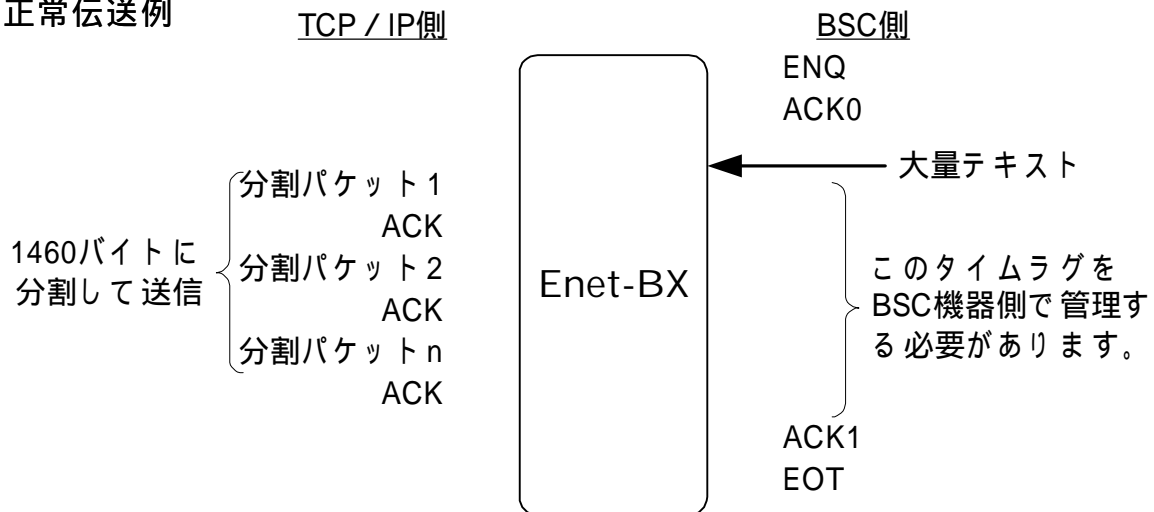 正常伝送例
TCP / IP側
BSC側
ENQ
ACK0
大量テキスト
分割パケット1
ACK
分割パケット2
ACK
分割パケットn
ACK
1460バイトに
分割して送信
Enet-BX
このタイムラグを
BSC機器側で管理す
る必要があります。
ACK1
EOT